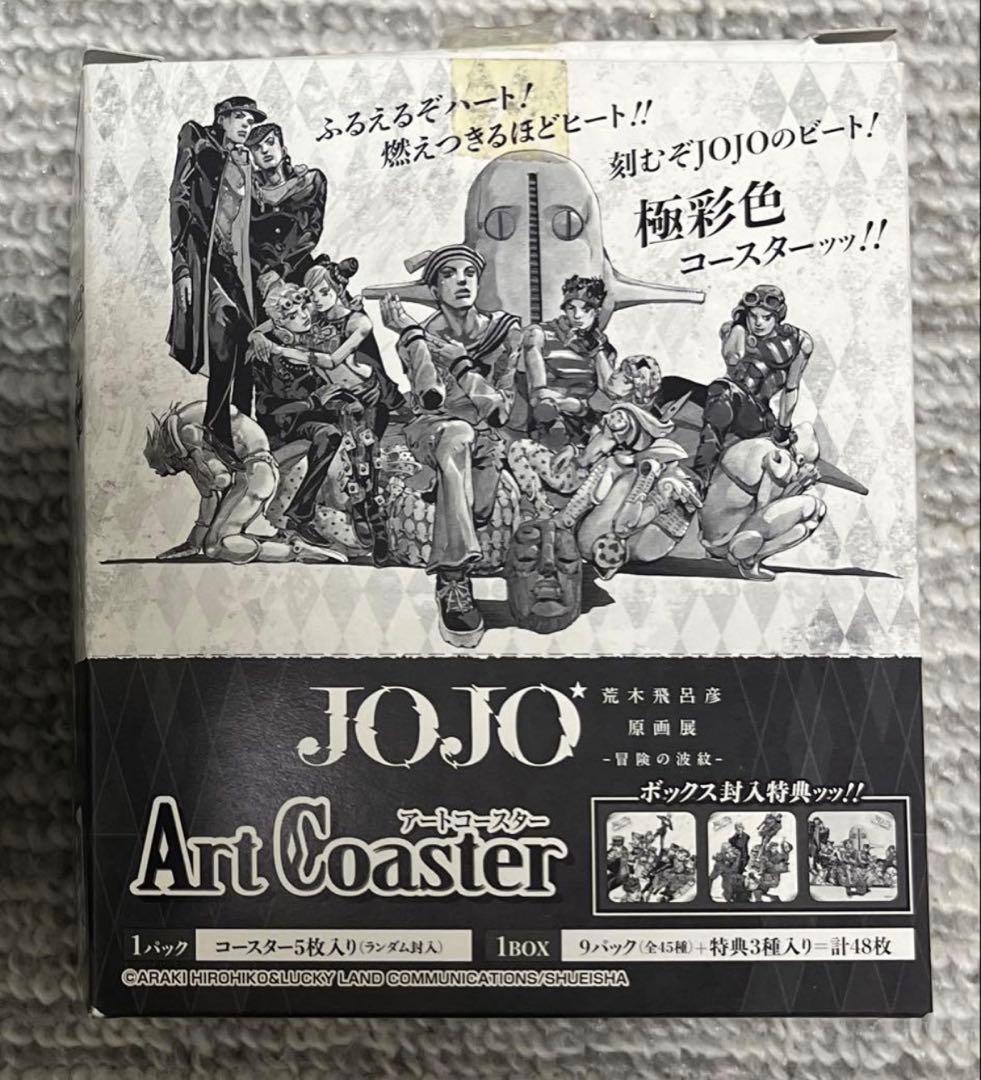 ふるえるぞハート!
燃えつきるほどヒート!!
刻むぞJOJOのビート!
極彩色
コースターッッ!!
JOJO★
荒木飛呂彦
原画展
-冒険の波紋-
アートコースター
Art Coaster
ボックス封入特典ッッ!!
1パック コースター5枚入り(ランダム封入) 1BOX 9パック(全45種)+特典3種入り=計48枚
©ARAKI HIROHIKO&LUCKY LAND COMMUNICATIONS/SHUEISHA